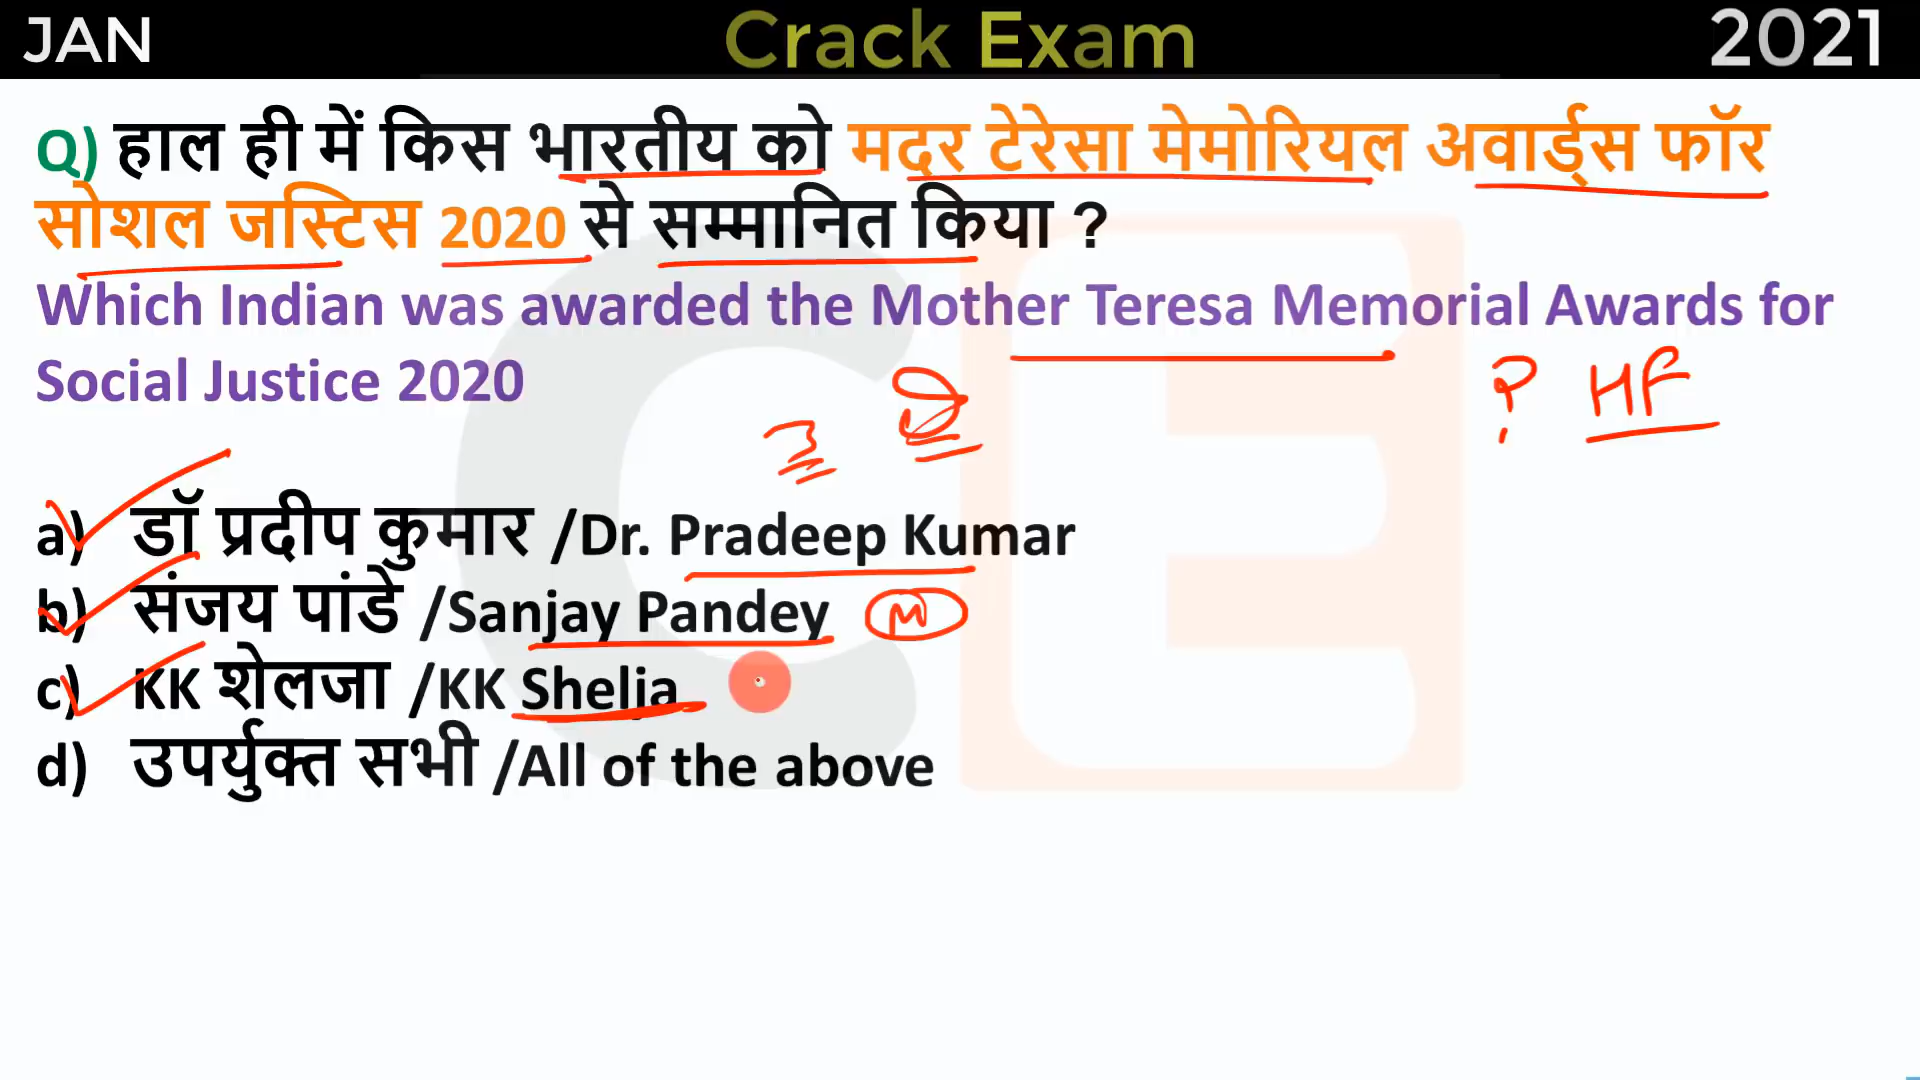 JAN
Crack Exam
2021
Q) हाल ही में किस भारतीय को मदर टेरेसा मेमोरियल अवार्ड्स फॉर
सोशल जस्टिस 2020 से सम्मानित किया ?
Which Indian was awarded the Mother Teresa Memorial Awards for
Social Justice 2020
? HF
a) डॉ प्रदीप कुमार /Dr. Pradeep Kumar
b) संजय पांडे /Sanjay Pandey M
c) KK शेलजा /KK Shelja
d) उपर्युक्त सभी /All of the above
CE